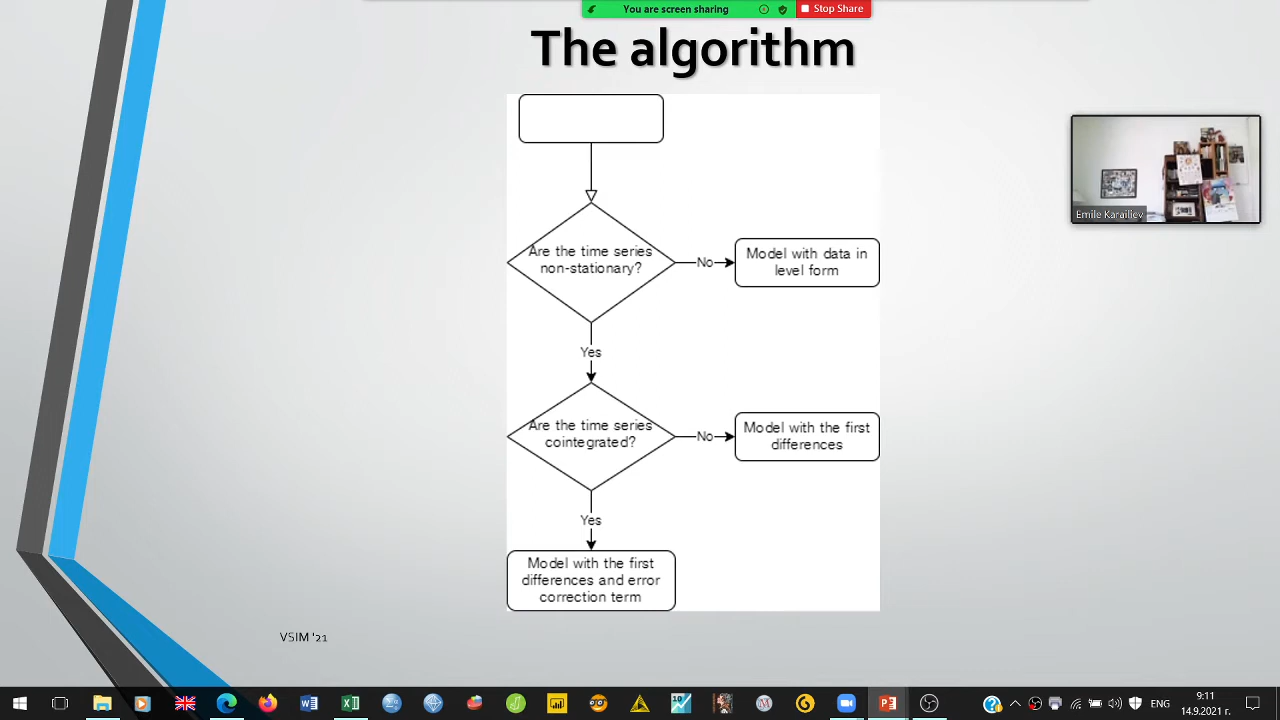 You are screen sharing
Stop Share
The algorithm
Are the time series
non-stationary?
No
Model with data in
level form
Yes
Are the time series
cointegrated?
No
Model with the first
differences
Yes
Model with the first
differences and error
correction term
Emile Karailiev
VSIM '21
10
ENG
9:11
14.9.2021 г.